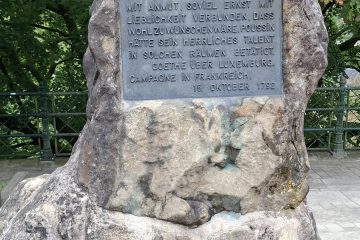 MIT ANMUT, SOVIEL ERNST MIT
LIEBLICHKEIT VERBUNDEN, DASS
WOHL ZU WÜNSCHEN WÄRE, POUSSIN
HÄTTE SEIN HERRLICHES TALENT
IN SOLCHEN RÄUMEN BETÄTIGT.
GOETHE ÜBER LUXEMBURG.
CAMPAGNE IN FRANKREICH.
15. OKTOBER 1792